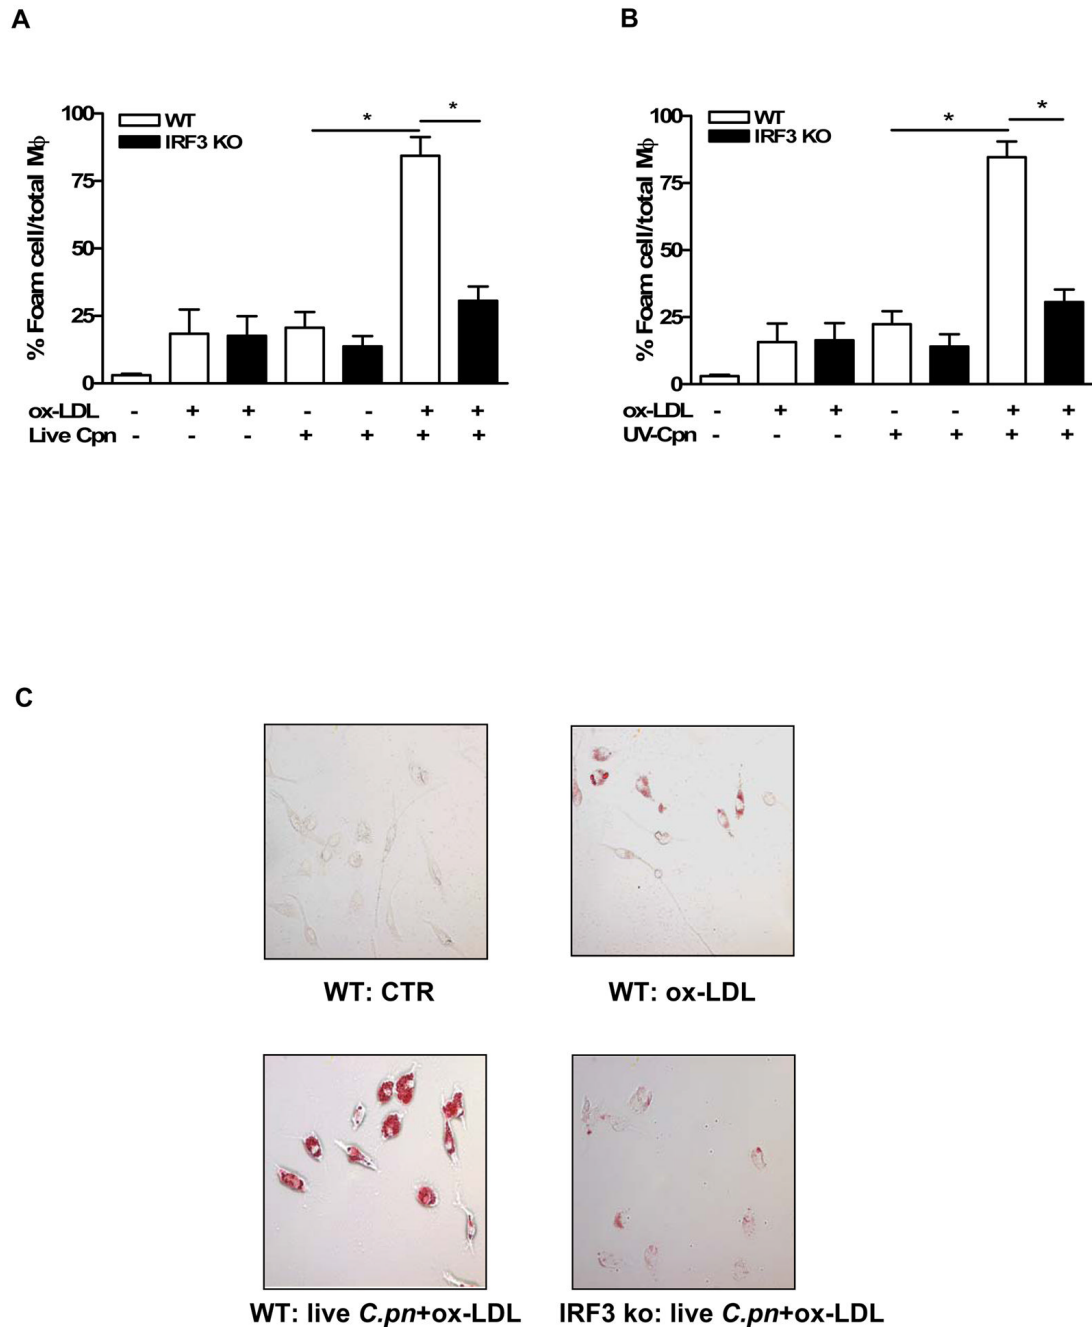 A
B
100
75
50
25
0
% Foam cell/total Mϕ
WT
IRF3 KO
*
*
ox-LDL - + + - - + +
Live Cpn - - - + + + +
100
75
50
25
0
% Foam cell/total Mϕ
WT
IRF3 KO
*
*
ox-LDL - + + - - + +
UV-Cpn - - - + + + +
C
WT: CTR
WT: ox-LDL
WT: live C.pn+ox-LDL
IRF3 ko: live C.pn+ox-LDL